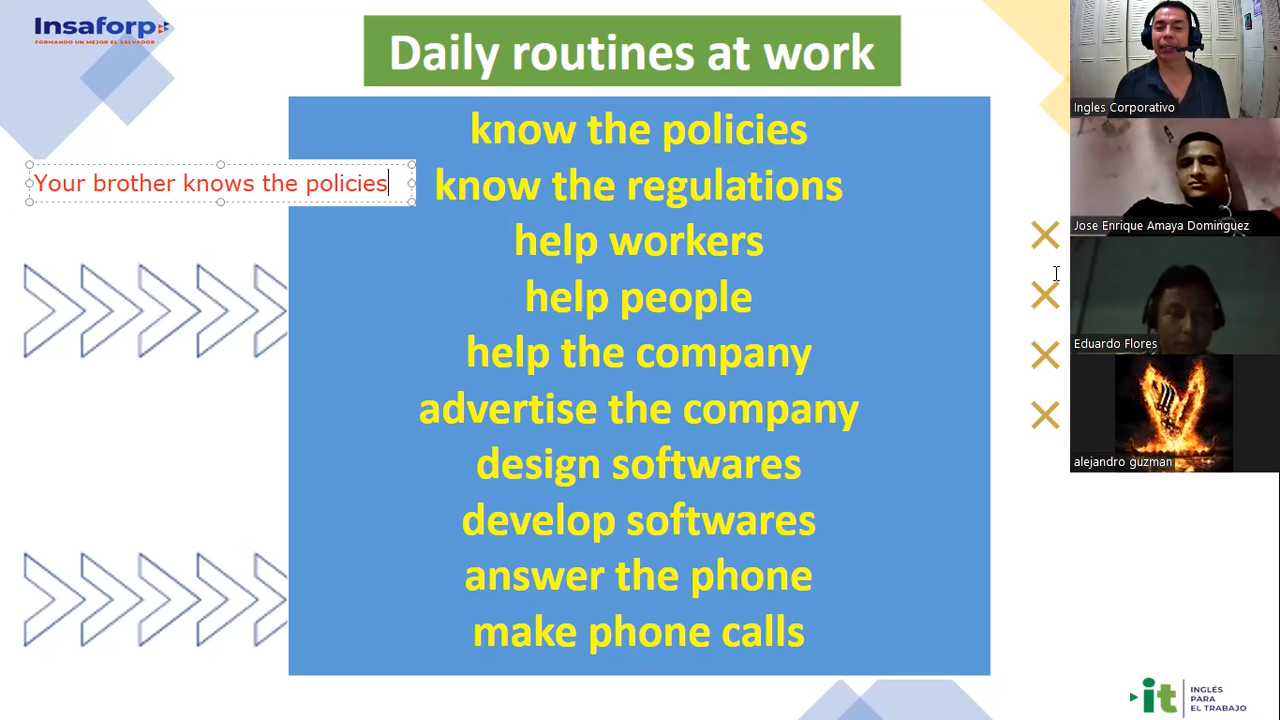 Insaforp
FORMANDO UN MEJOR EL SALVADOR
Daily routines at work
know the policies
Your brother knows the policies
know the regulations
help workers
help people
help the company
advertise the company
design softwares
develop softwares
answer the phone
make phone calls
Ingles Corporativo
Jose Enrique Amaya Dominguez
Eduardo Flores
alejandro guzman
it
INGLÉS
PARA
EL TRABAJO